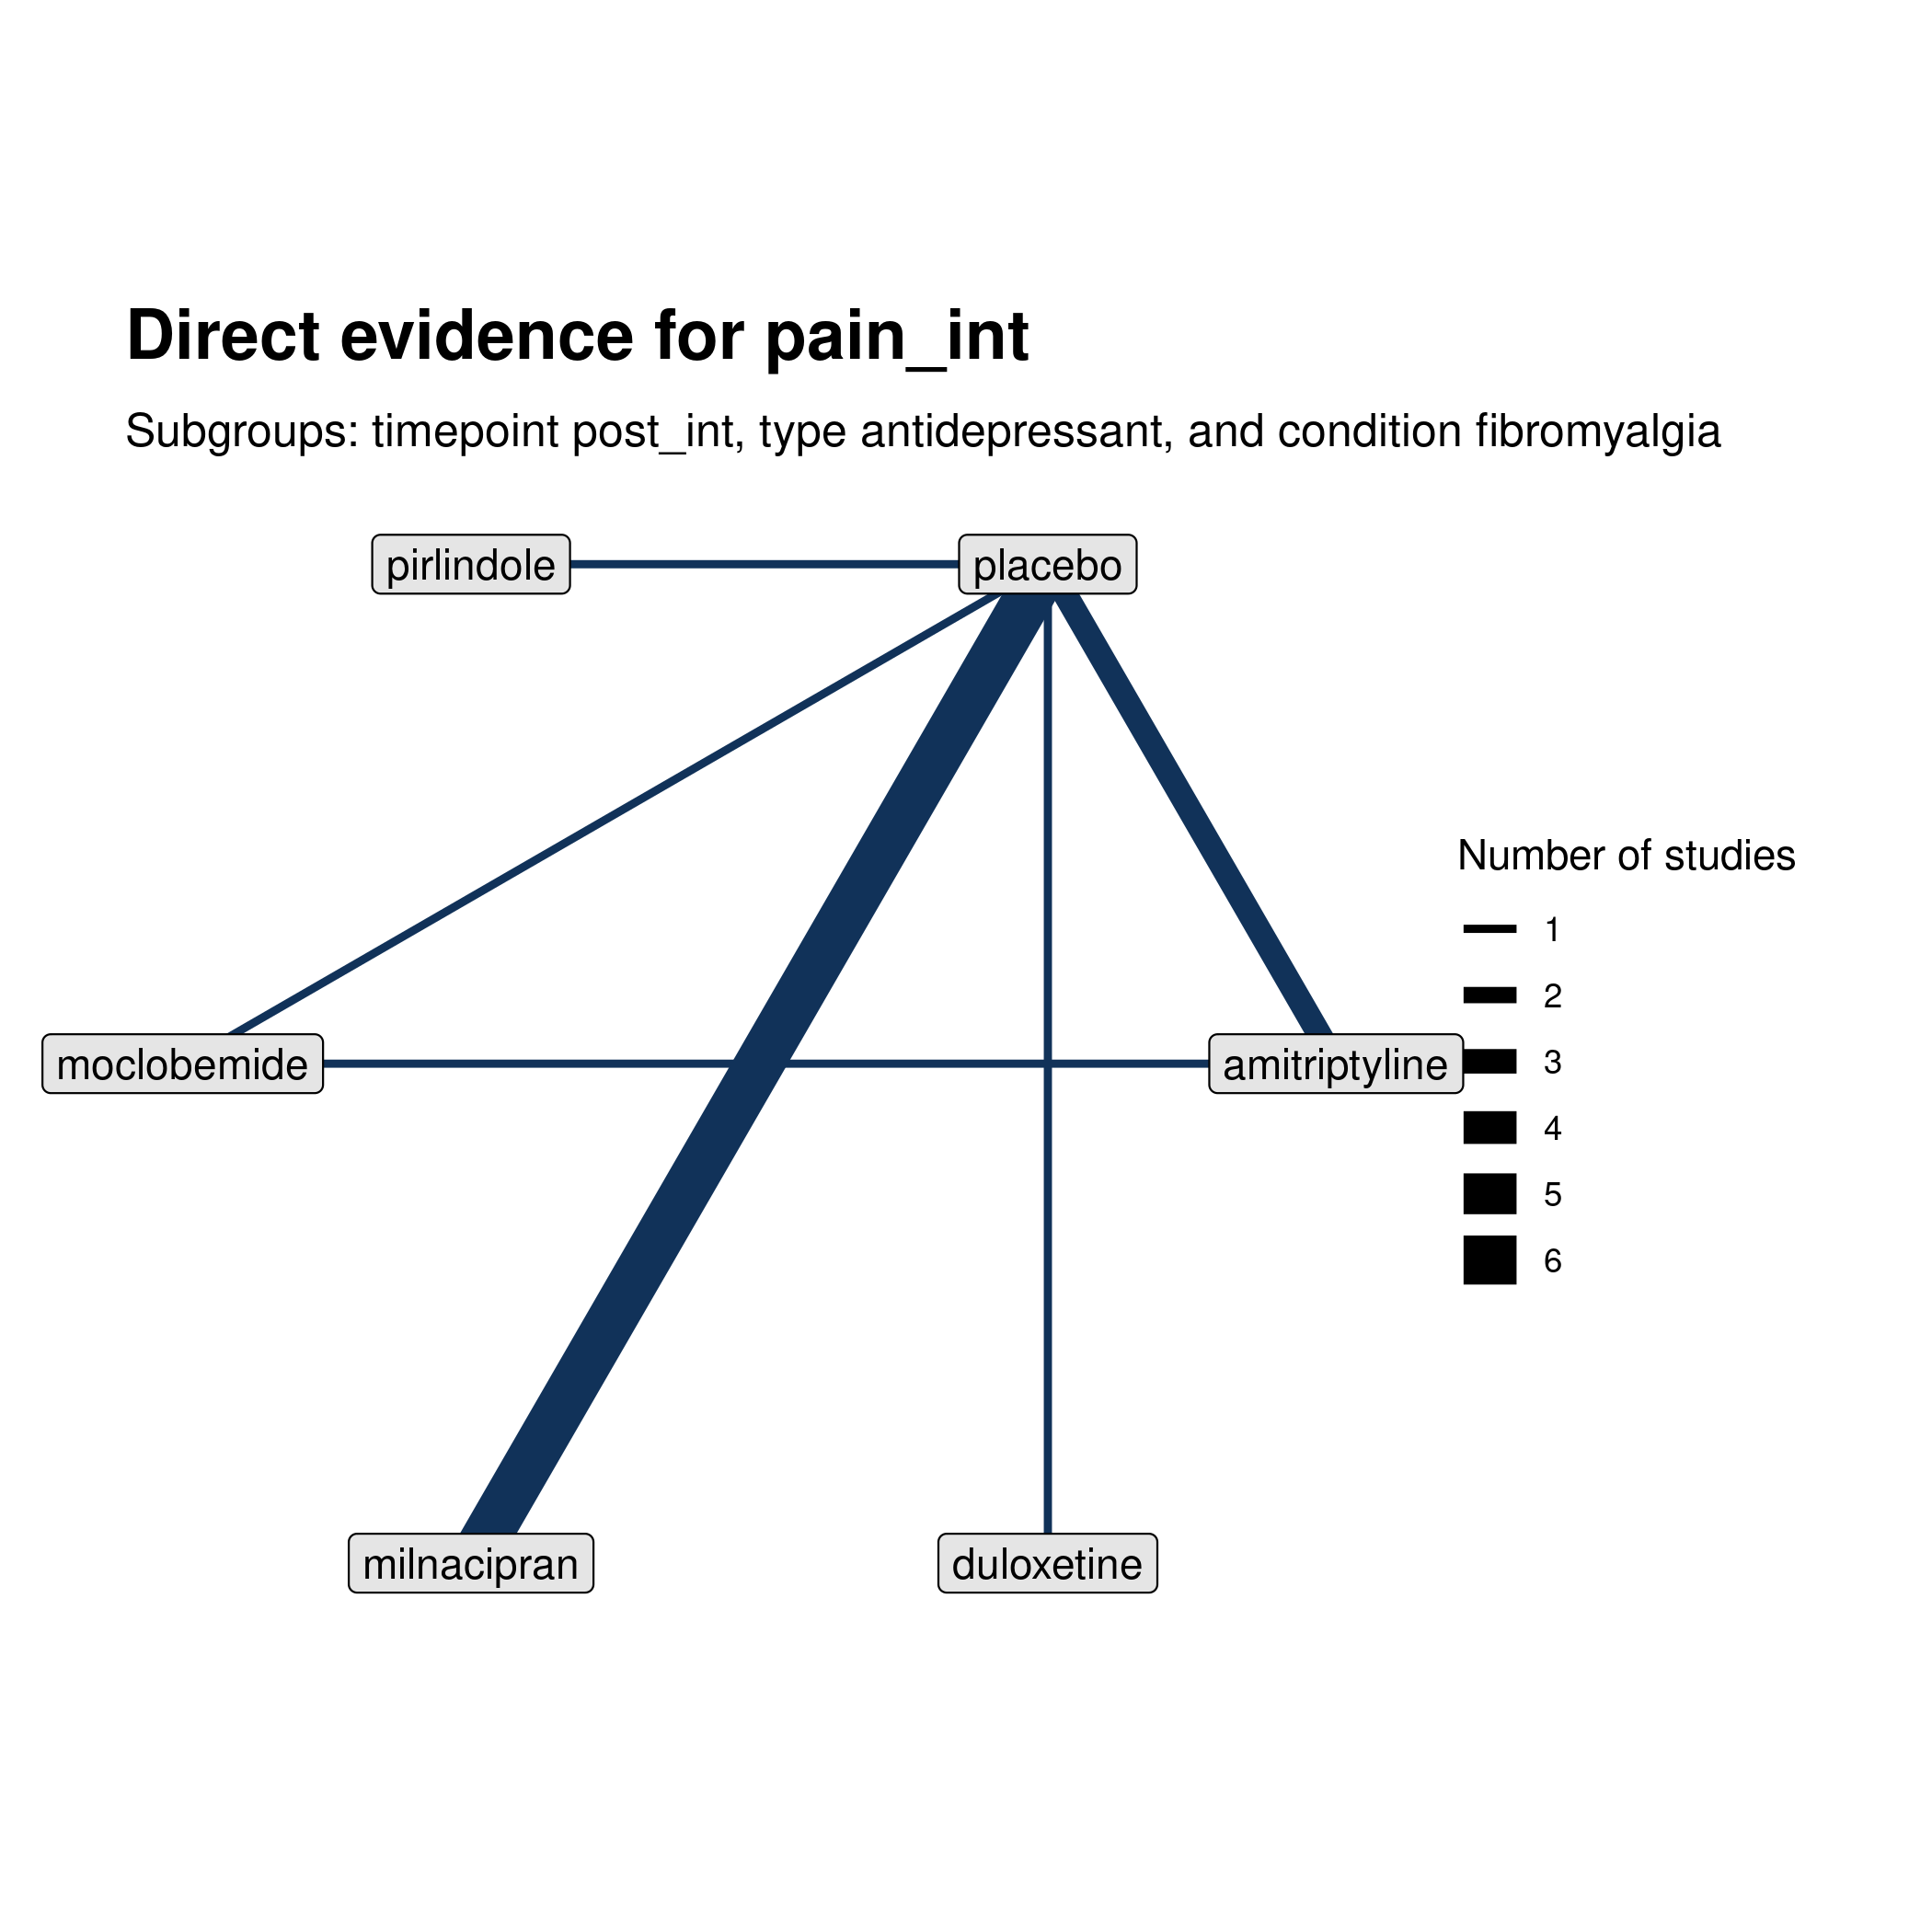 Direct evidence for pain_int
Subgroups: timepoint post_int, type antidepressant, and condition fibromyalgia
pirlindole
placebo
moclobemide
amitriptyline
milnacipran
duloxetine
Number of studies
1
2
3
4
5
6